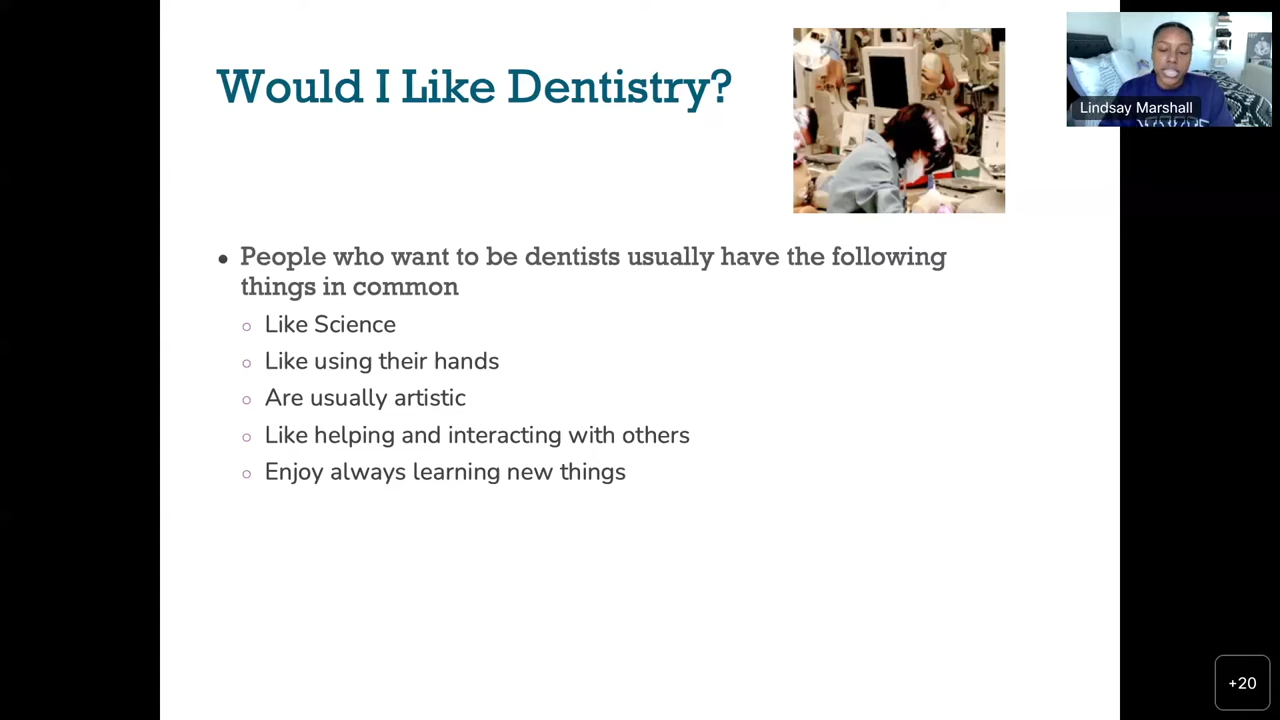 Would I Like Dentistry?
Lindsay Marshall
• People who want to be dentists usually have the following
things in common
○ Like Science
○ Like using their hands
○ Are usually artistic
○ Like helping and interacting with others
○ Enjoy always learning new things
+20